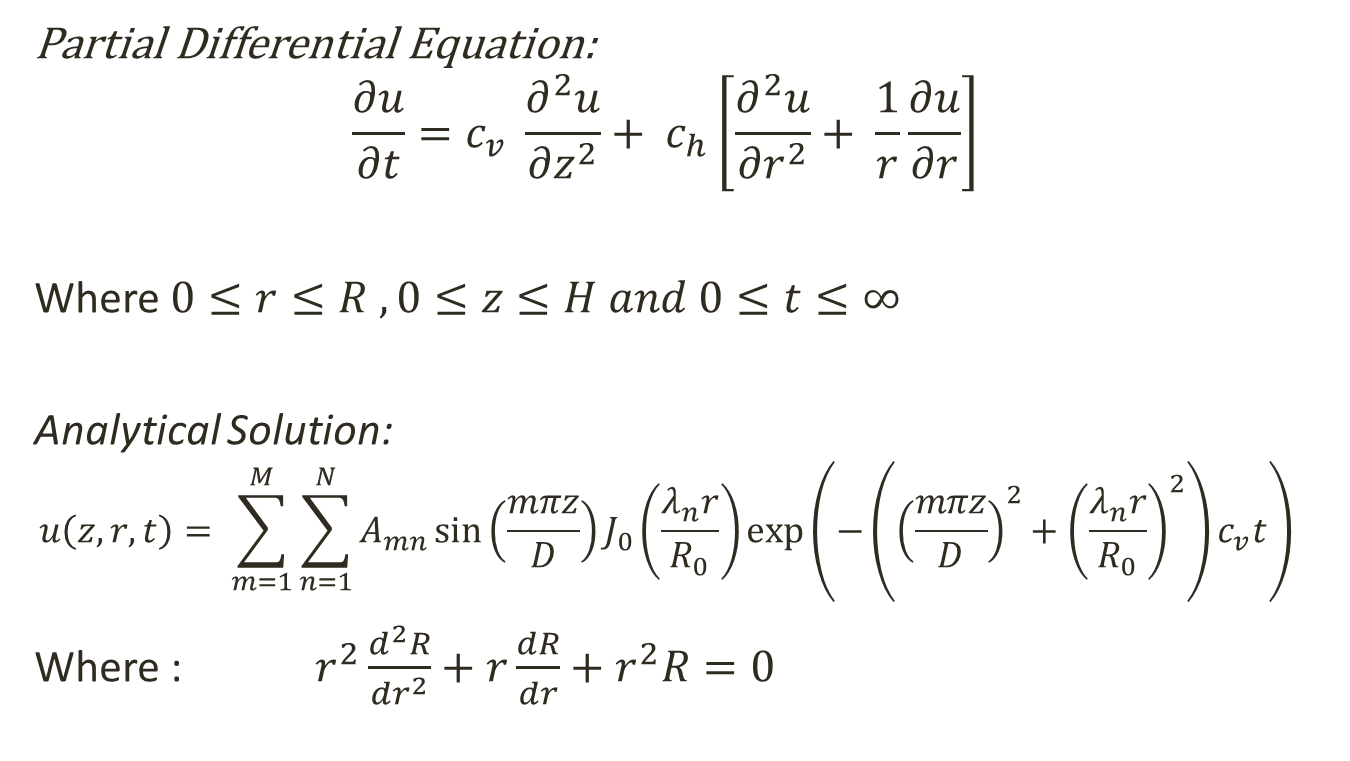 Partial Differential Equation:
∂u/∂t = c_v ∂²u/∂z² + c_h [∂²u/∂r² + 1/r ∂u/∂r]
Where 0 ≤ r ≤ R , 0 ≤ z ≤ H and 0 ≤ t ≤ ∞
Analytical Solution:
u(z, r, t) = ∑_{m=1}^{M} ∑_{n=1}^{N} A_{mn} sin(mπz/D) J_0(λ_n r/R_0) exp(−((mπz/D)² + (λ_n r/R_0)²) c_v t)
Where : r² d²R/dr² + r dR/dr + r²R = 0